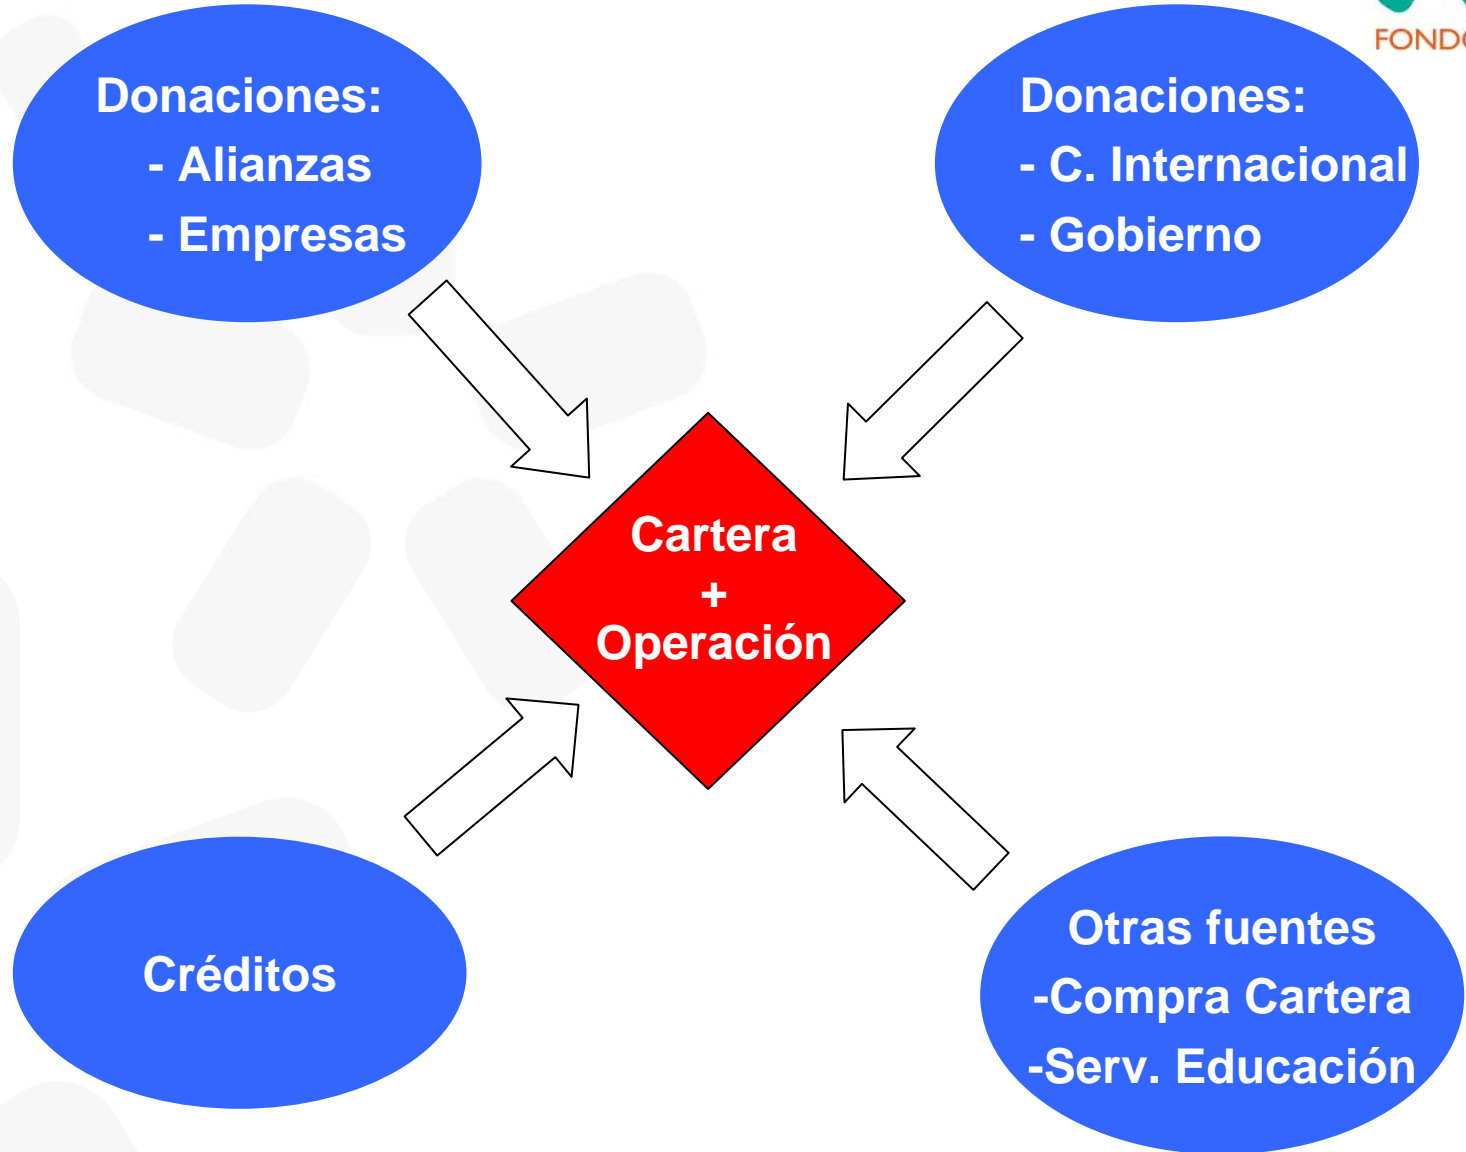 Donaciones:
- Alianzas
- Empresas
Donaciones:
- C. Internacional
- Gobierno
Cartera
+
Operación
Créditos
Otras fuentes
-Compra Cartera
-Serv. Educación